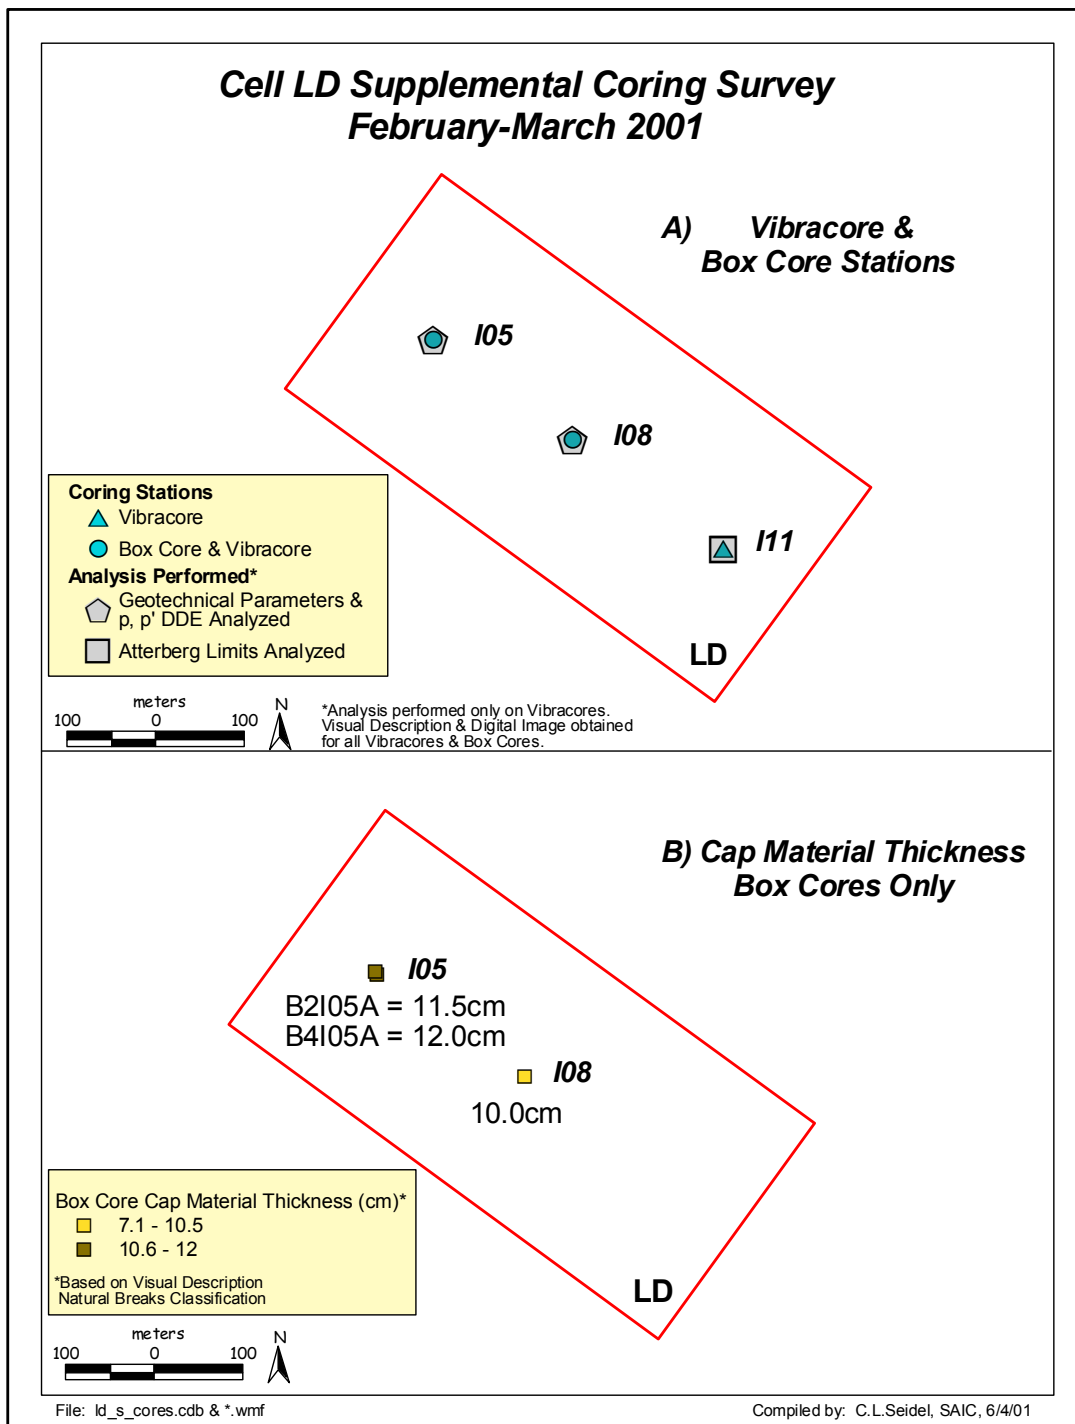 Cell LD Supplemental Coring Survey
February-March 2001
A) Vibracore &
Box Core Stations
I05
I08
I11
LD
Coring Stations
Vibracore
Box Core & Vibracore
Analysis Performed*
Geotechnical Parameters &
p, p' DDE Analyzed
Atterberg Limits Analyzed
meters
100 0 100
N
*Analysis performed only on Vibracores.
Visual Description & Digital Image obtained
for all Vibracores & Box Cores.
B) Cap Material Thickness
Box Cores Only
I05
B2I05A = 11.5cm
B4I05A = 12.0cm
I08
10.0cm
LD
Box Core Cap Material Thickness (cm)*
7.1 - 10.5
10.6 - 12
*Based on Visual Description
Natural Breaks Classification
meters
100 0 100
N
File: ld_s_cores.cdb & *.wmf
Compiled by: C.L.Seidel, SAIC, 6/4/01